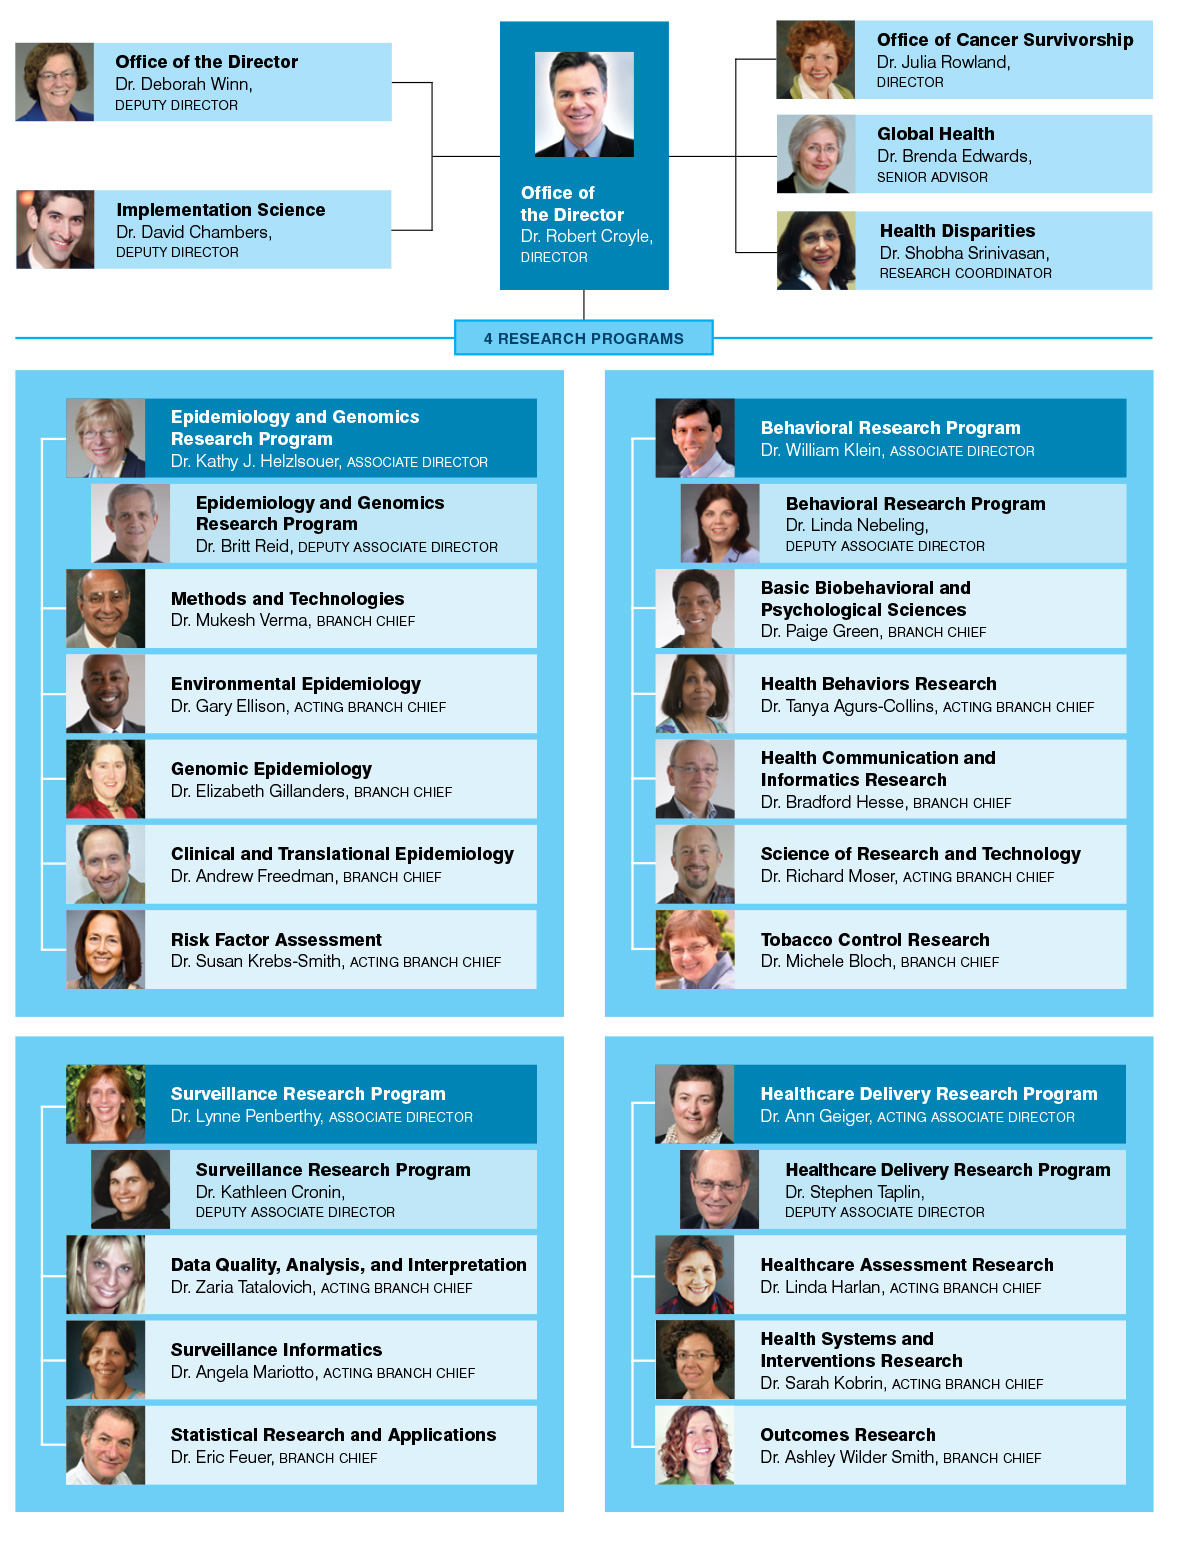 Office of the Director
Dr. Deborah Winn,
DEPUTY DIRECTOR
Implementation Science
Dr. David Chambers,
DEPUTY DIRECTOR
Office of
the Director
Dr. Robert Croyle,
DIRECTOR
Office of Cancer Survivorship
Dr. Julia Rowland,
DIRECTOR
Global Health
Dr. Brenda Edwards,
SENIOR ADVISOR
Health Disparities
Dr. Shobha Srinivasan,
RESEARCH COORDINATOR
4 RESEARCH PROGRAMS
Epidemiology and Genomics
Research Program
Dr. Kathy J. Helzlsouer, ASSOCIATE DIRECTOR
Epidemiology and Genomics
Research Program
Dr. Britt Reid, DEPUTY ASSOCIATE DIRECTOR
Methods and Technologies
Dr. Mukesh Verma, BRANCH CHIEF
Environmental Epidemiology
Dr. Gary Ellison, ACTING BRANCH CHIEF
Genomic Epidemiology
Dr. Elizabeth Gillanders, BRANCH CHIEF
Clinical and Translational Epidemiology
Dr. Andrew Freedman, BRANCH CHIEF
Risk Factor Assessment
Dr. Susan Krebs-Smith, ACTING BRANCH CHIEF
Behavioral Research Program
Dr. William Klein, ASSOCIATE DIRECTOR
Behavioral Research Program
Dr. Linda Nebeling,
DEPUTY ASSOCIATE DIRECTOR
Basic Biobehavioral and
Psychological Sciences
Dr. Paige Green, BRANCH CHIEF
Health Behaviors Research
Dr. Tanya Agurs-Collins, ACTING BRANCH CHIEF
Health Communication and
Informatics Research
Dr. Bradford Hesse, BRANCH CHIEF
Science of Research and Technology
Dr. Richard Moser, ACTING BRANCH CHIEF
Tobacco Control Research
Dr. Michele Bloch, BRANCH CHIEF
Surveillance Research Program
Dr. Lynne Penberthy, ASSOCIATE DIRECTOR
Surveillance Research Program
Dr. Kathleen Cronin,
DEPUTY ASSOCIATE DIRECTOR
Data Quality, Analysis, and Interpretation
Dr. Zaria Tatalovich, ACTING BRANCH CHIEF
Surveillance Informatics
Dr. Angela Mariotto, ACTING BRANCH CHIEF
Statistical Research and Applications
Dr. Eric Feuer, BRANCH CHIEF
Healthcare Delivery Research Program
Dr. Ann Geiger, ACTING ASSOCIATE DIRECTOR
Healthcare Delivery Research Program
Dr. Stephen Taplin,
DEPUTY ASSOCIATE DIRECTOR
Healthcare Assessment Research
Dr. Linda Harlan, ACTING BRANCH CHIEF
Health Systems and
Interventions Research
Dr. Sarah Kobrin, ACTING BRANCH CHIEF
Outcomes Research
Dr. Ashley Wilder Smith, BRANCH CHIEF